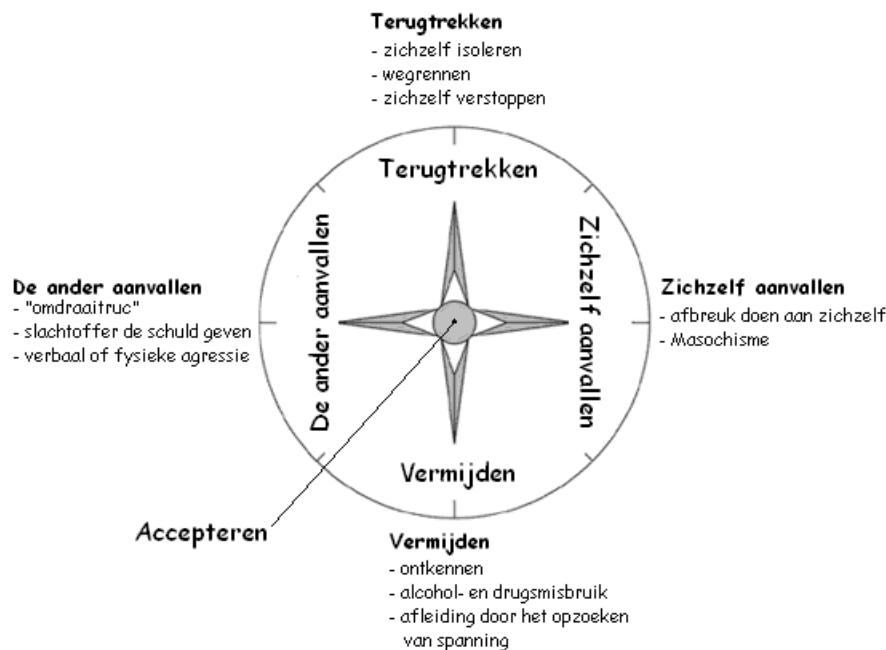 Terugtrekken
- zichzelf isoleren
- wegrennen
- zichzelf verstoppen
Terugtrekken
De ander aanvallen
- "omdraaitruc"
- slachtoffer de schuld geven
- verbaal of fysieke agressie
De ander aanvallen
Zichzelf aanvallen
Zichzelf aanvallen
- afbreuk doen aan zichzelf
- Masochisme
Vermijden
Accepteren
Vermijden
- ontkennen
- alcohol- en drugsmisbruik
- afleiding door het opzoeken
van spanning